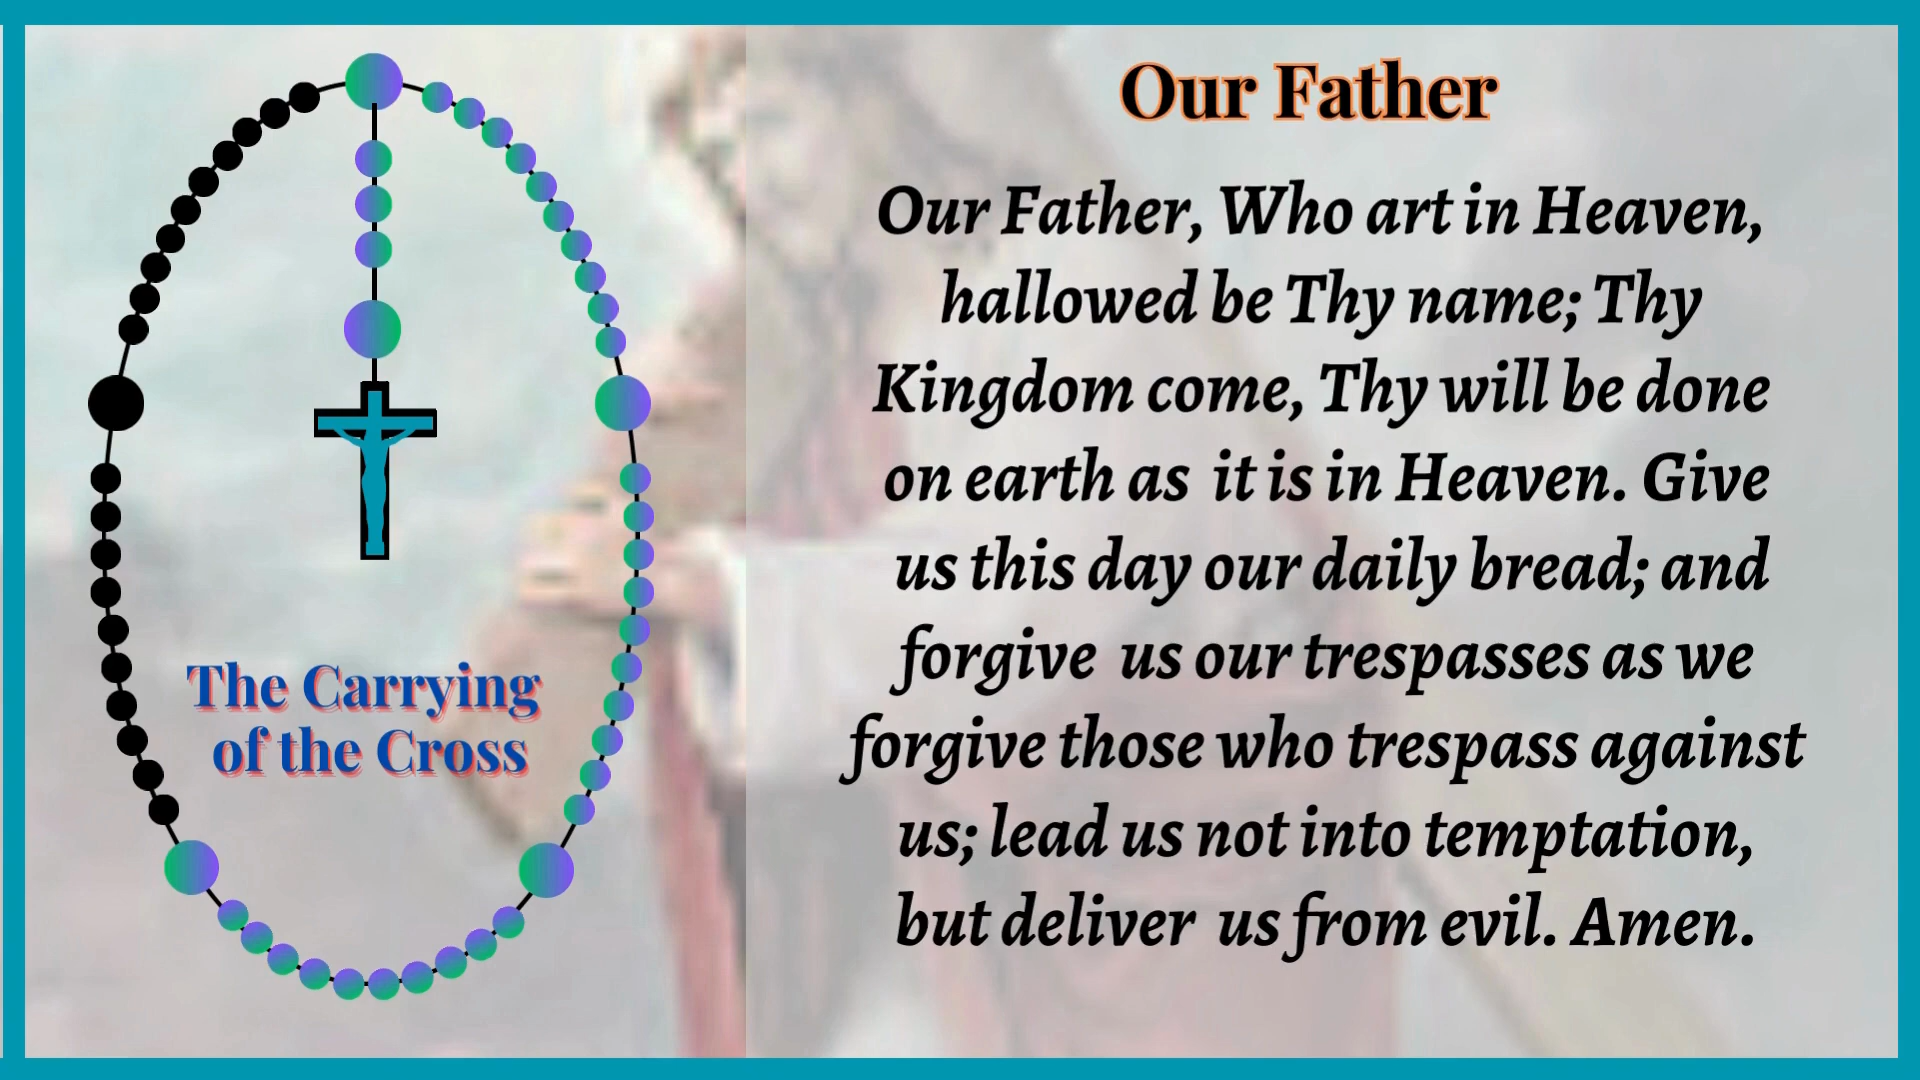 The Carrying
of the Cross
Our Father
Our Father, Who art in Heaven,
hallowed be Thy name; Thy
Kingdom come, Thy will be done
on earth as it is in Heaven. Give
us this day our daily bread; and
forgive us our trespasses as we
forgive those who trespass against
us; lead us not into temptation,
but deliver us from evil. Amen.